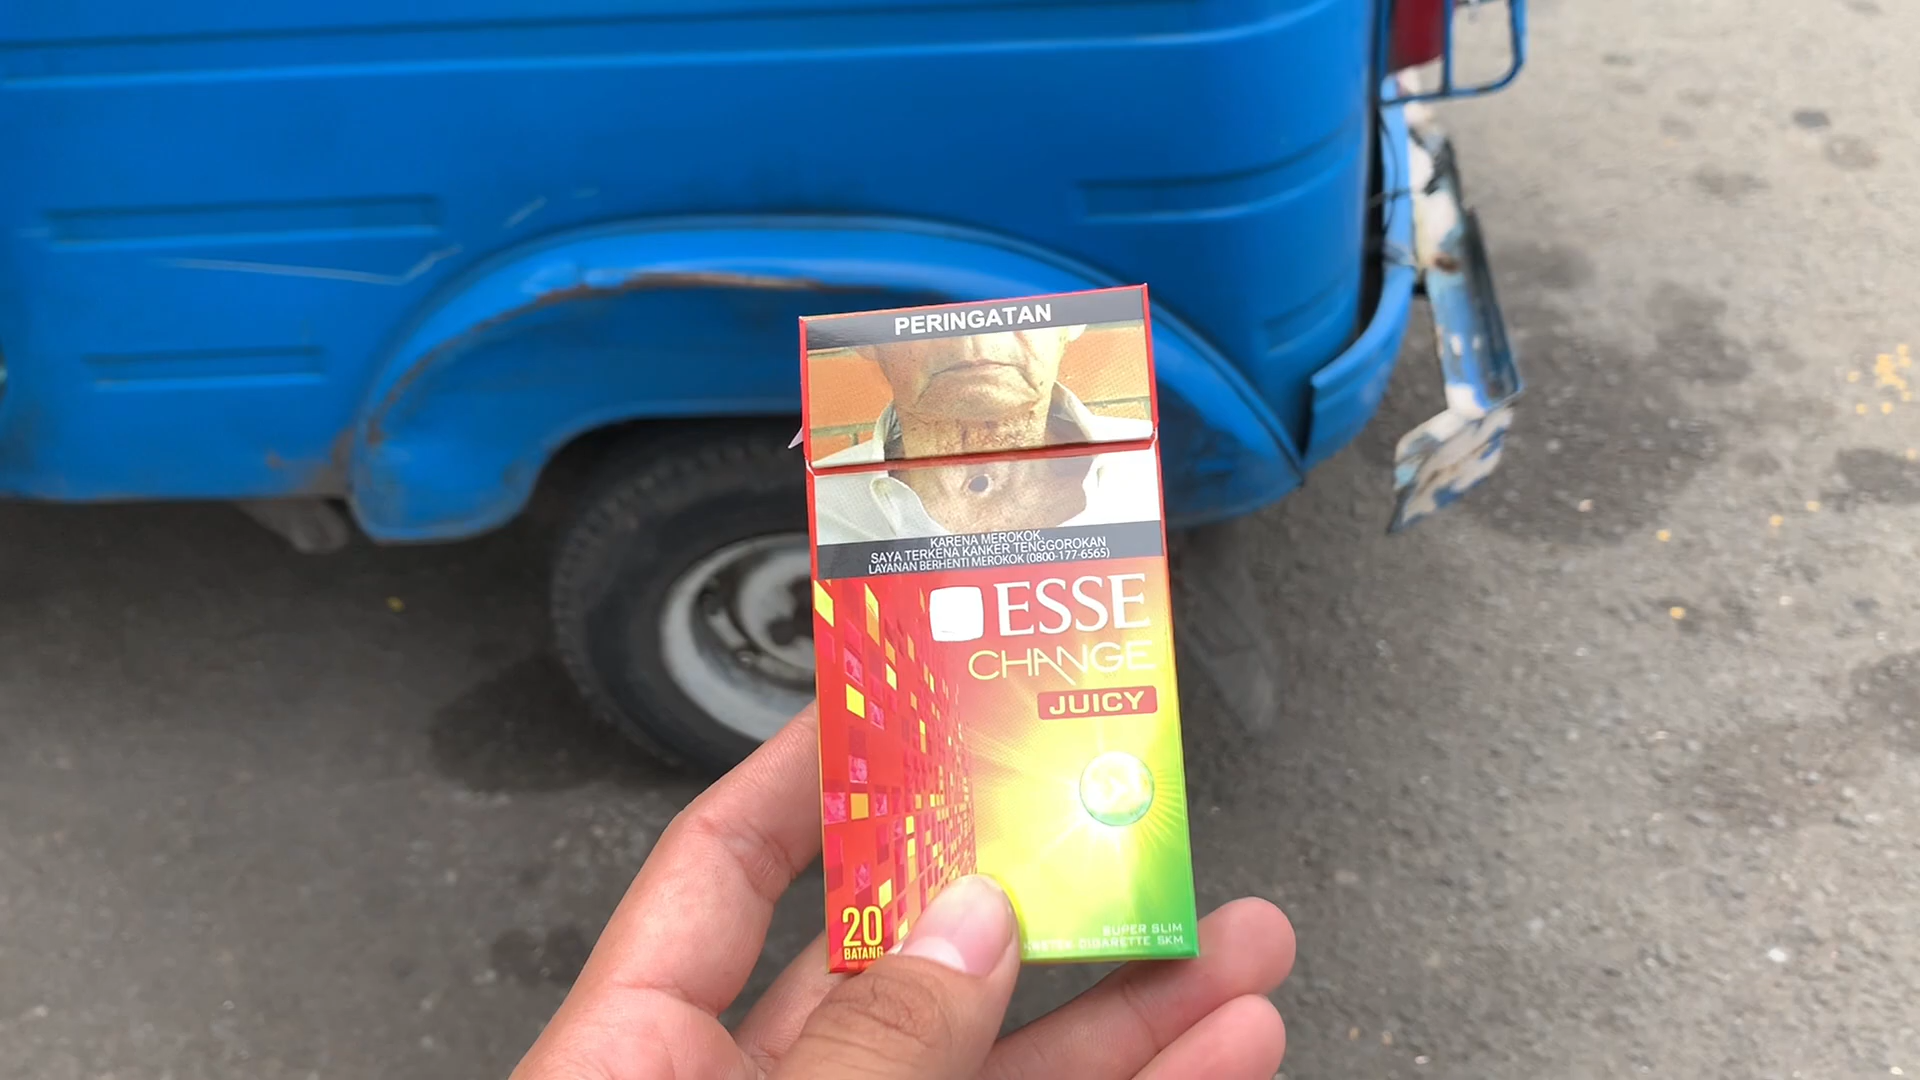 PERINGATAN
KARENA MEROKOK,
SAYA TERKENA KANKER TENGGOROKAN
LAYANAN BERHENTI MEROKOK (0800-177-6565)
ESSE
CHANGE
JUICY
20
BATANG
SUPER SLIM
KRETEK CIGARETTE SKM